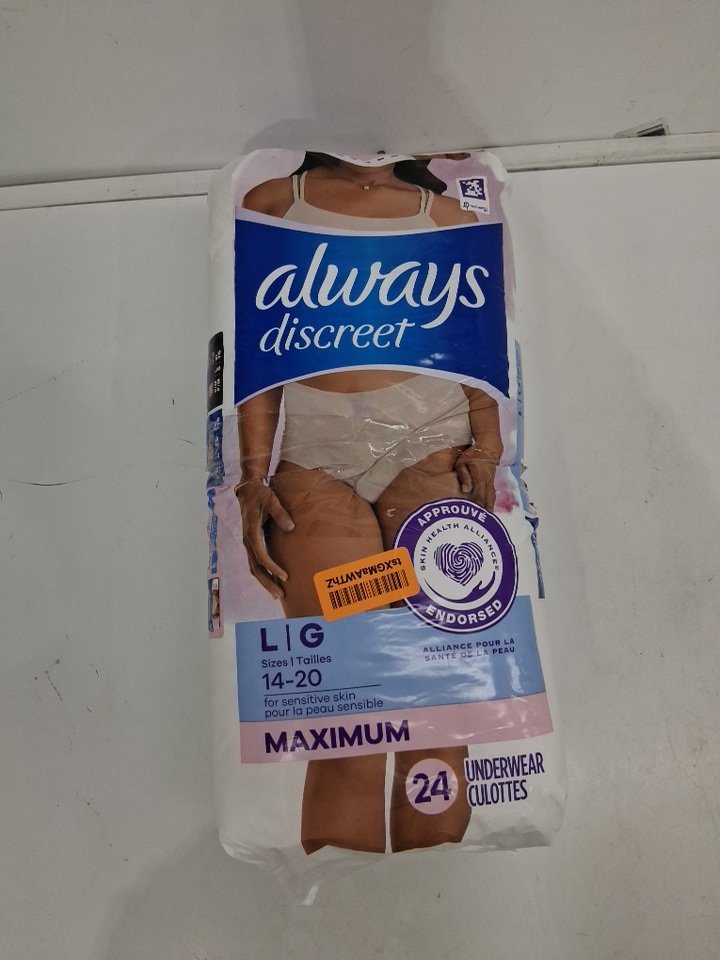 always
discreet
tsXGMaAWThZ
APPROUVÉ
SKIN HEALTH ALLIANCE
ENDORSED
ALLIANCE POUR LA
SANTÉ DE LA PEAU
L | G
Sizes | Tailles
14-20
for sensitive skin
pour la peau sensible
MAXIMUM
24
UNDERWEAR
CULOTTES